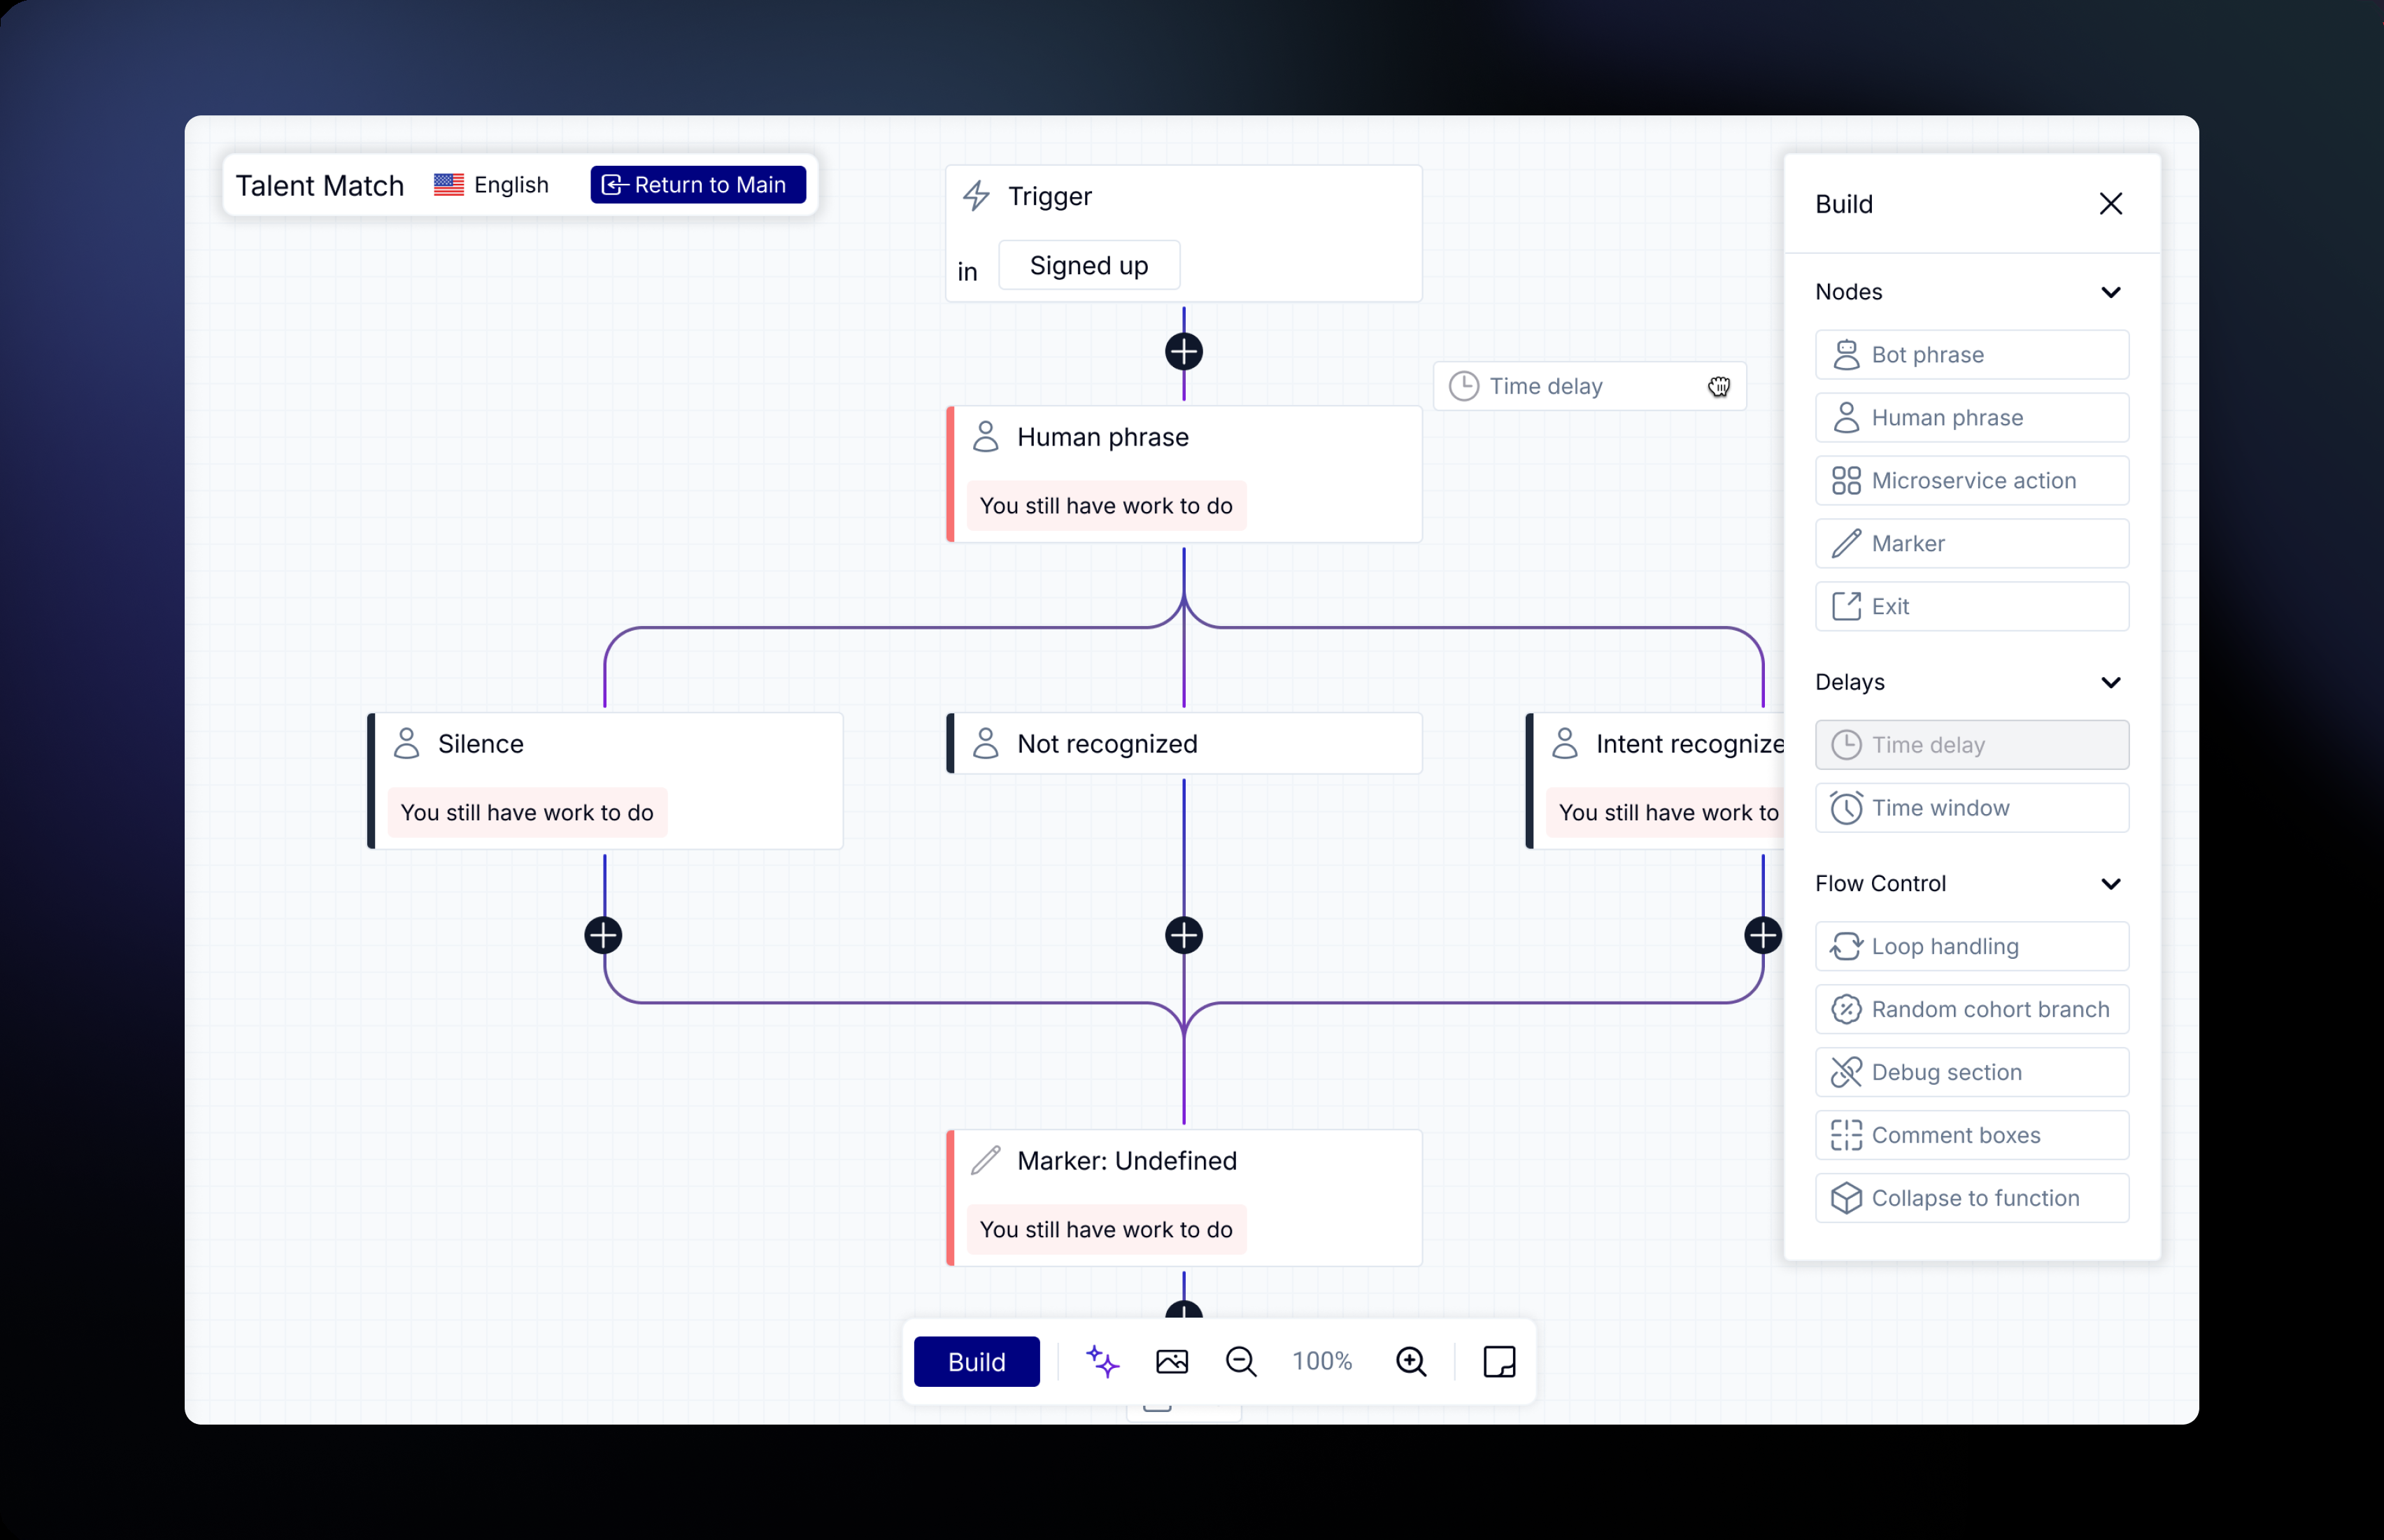 Talent Match
English
Return to Main
Trigger
in
Signed up
Time delay
Human phrase
You still have work to do
Silence
You still have work to do
Not recognized
Intent recognize
You still have work to
Marker: Undefined
You still have work to do
Build
100%
Build
Nodes
Bot phrase
Human phrase
Microservice action
Marker
Exit
Delays
Time delay
Time window
Flow Control
Loop handling
Random cohort branch
Debug section
Comment boxes
Collapse to function